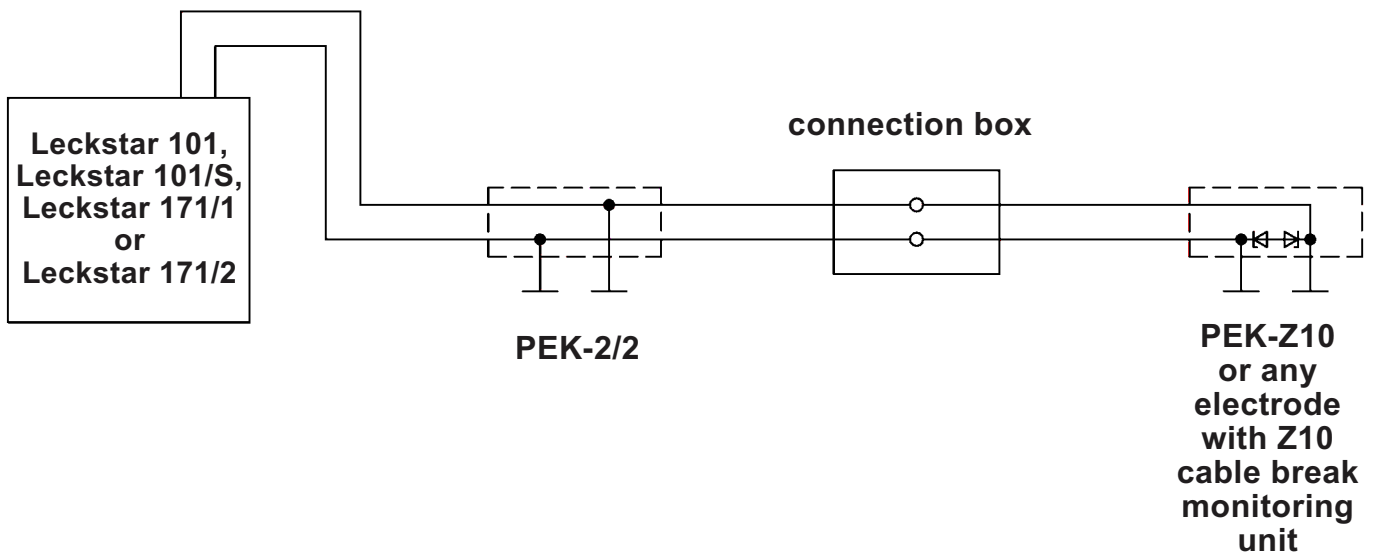 Leckstar 101,
Leckstar 101/S,
Leckstar 171/1
or
Leckstar 171/2
connection box
PEK-2/2
PEK-Z10
or any
electrode
with Z10
cable break
monitoring
unit